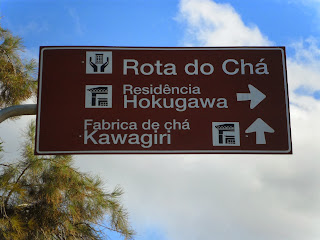 Rota do Chá
Residência
Hokugawa
Fabrica de chá
Kawagiri